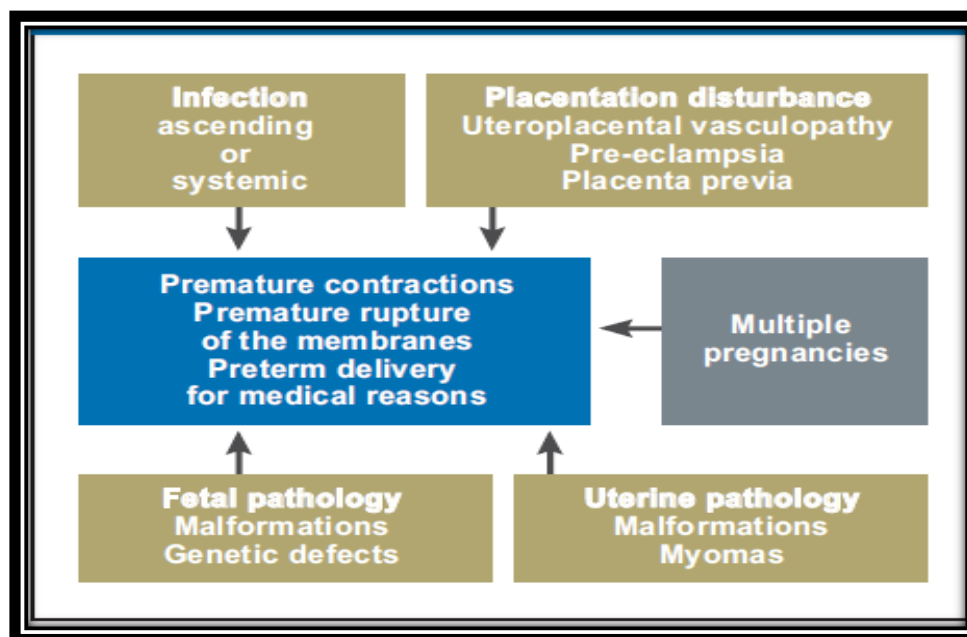 Infection
ascending
or
systemic
Placentation disturbance
Uteroplacental vasculopathy
Pre-eclampsia
Placenta previa
Premature contractions
Premature rupture
of the membranes
Preterm delivery
for medical reasons
Multiple
pregnancies
Fetal pathology
Malformations
Genetic defects
Uterine pathology
Malformations
Myomas